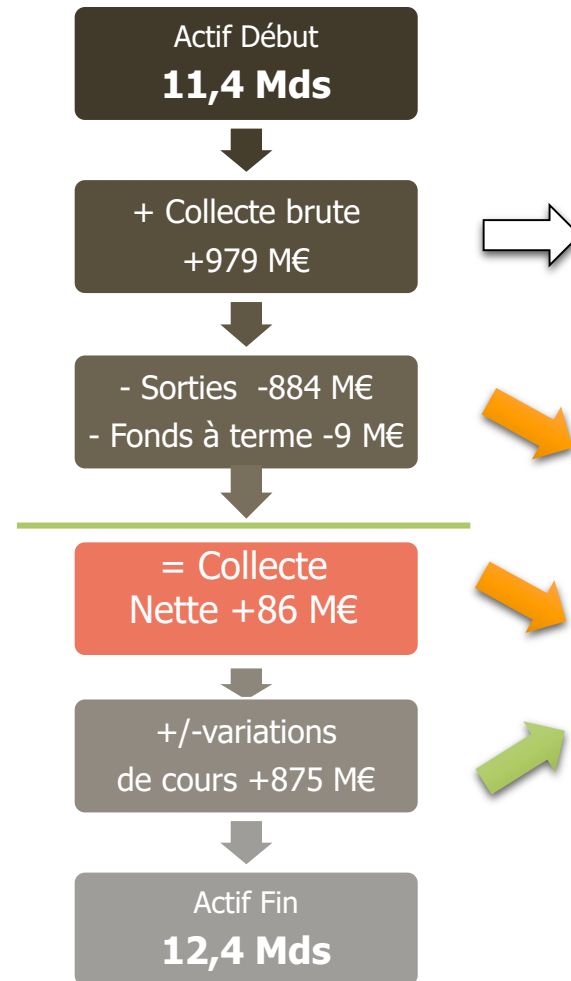 Actif Début
11,4 Mds
+ Collecte brute
+979 M€
- Sorties -884 M€
- Fonds à terme -9 M€
= Collecte
Nette +86 M€
+/-variations
de cours +875 M€
Actif Fin
12,4 Mds